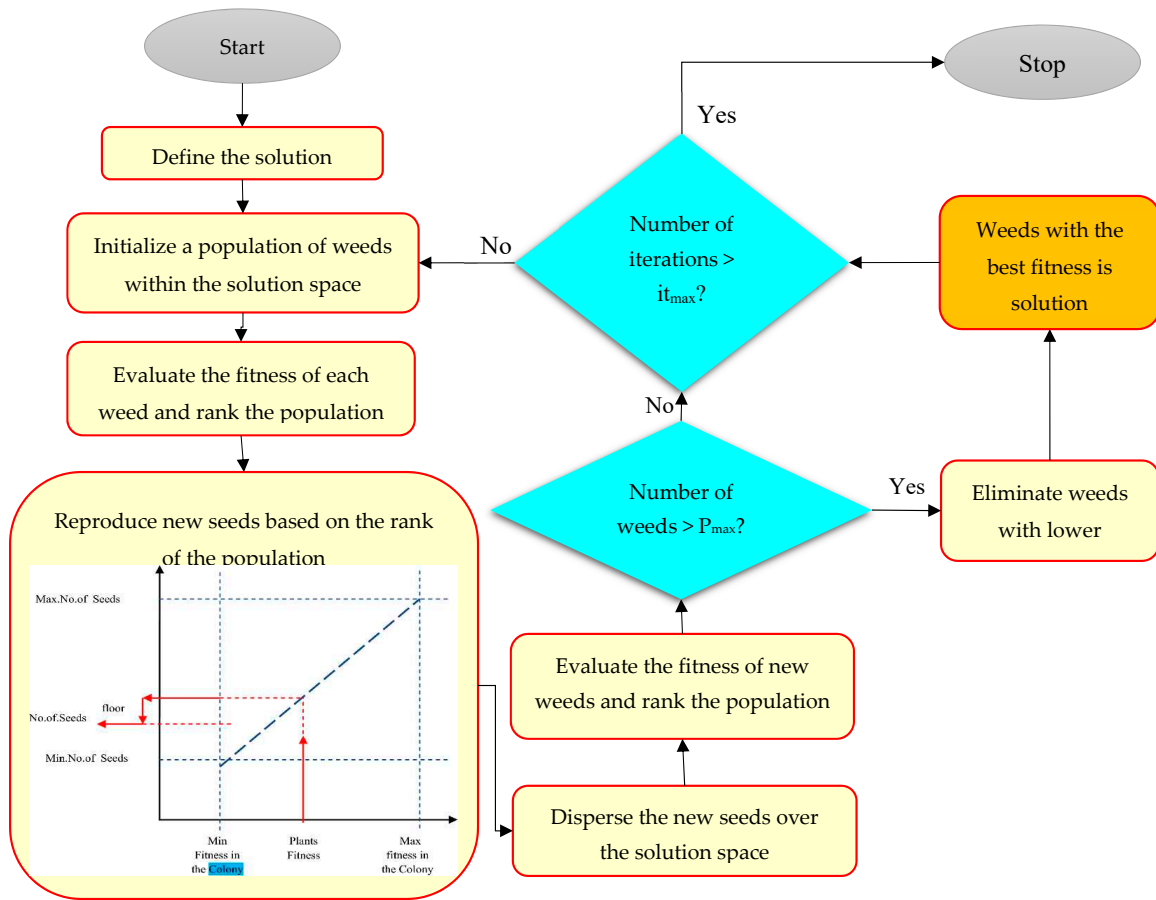 Start
Define the solution
Initialize a population of weeds
within the solution space
Evaluate the fitness of each
weed and rank the population
Reproduce new seeds based on the rank
of the population
Max.No.of Seeds
floor
No.of.Seeds
Min.No.of Seeds
Min
Fitness in
the Colony
Plants
Fitness
Max
fitness in
the Colony
Disperse the new seeds over
the solution space
Evaluate the fitness of new
weeds and rank the population
Number of
weeds > Pmax?
Yes
No
Eliminate weeds
with lower
Weeds with the
best fitness is
solution
Number of
iterations >
itmax?
No
Yes
Stop